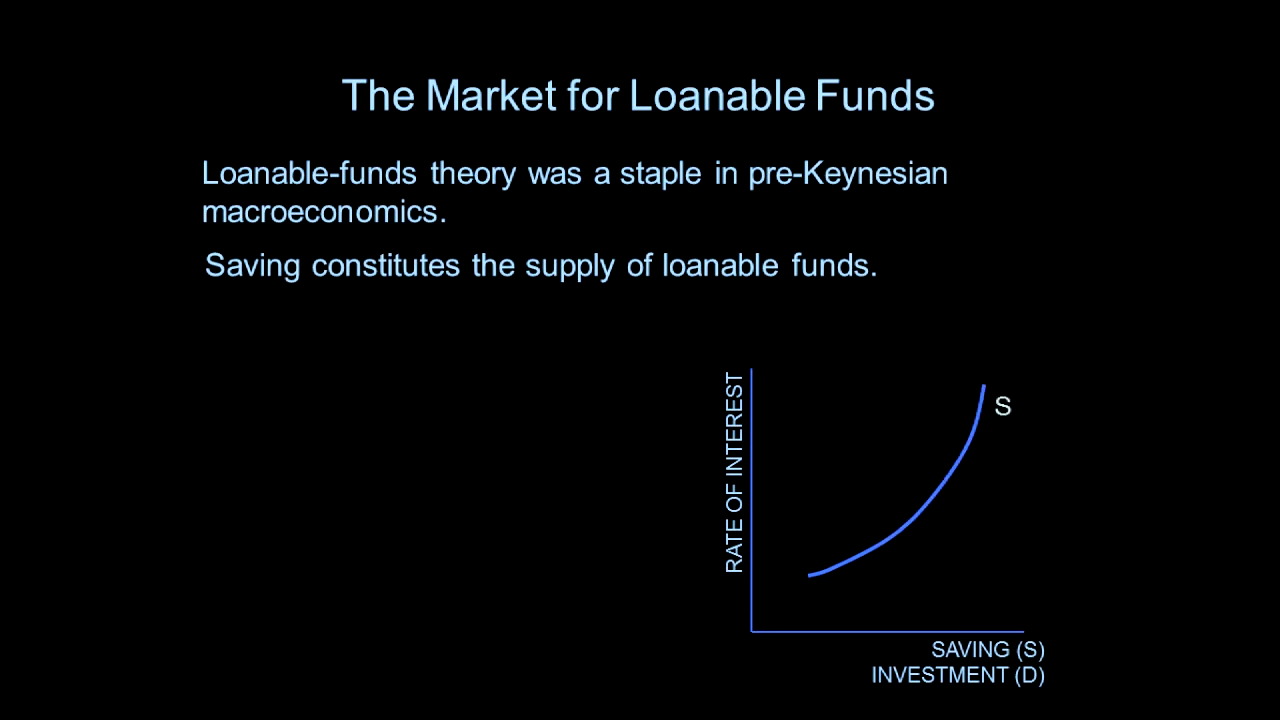 The Market for Loanable Funds
Loanable-funds theory was a staple in pre-Keynesian
macroeconomics.
Saving constitutes the supply of loanable funds.
RATE OF INTEREST
S
SAVING (S)
INVESTMENT (D)